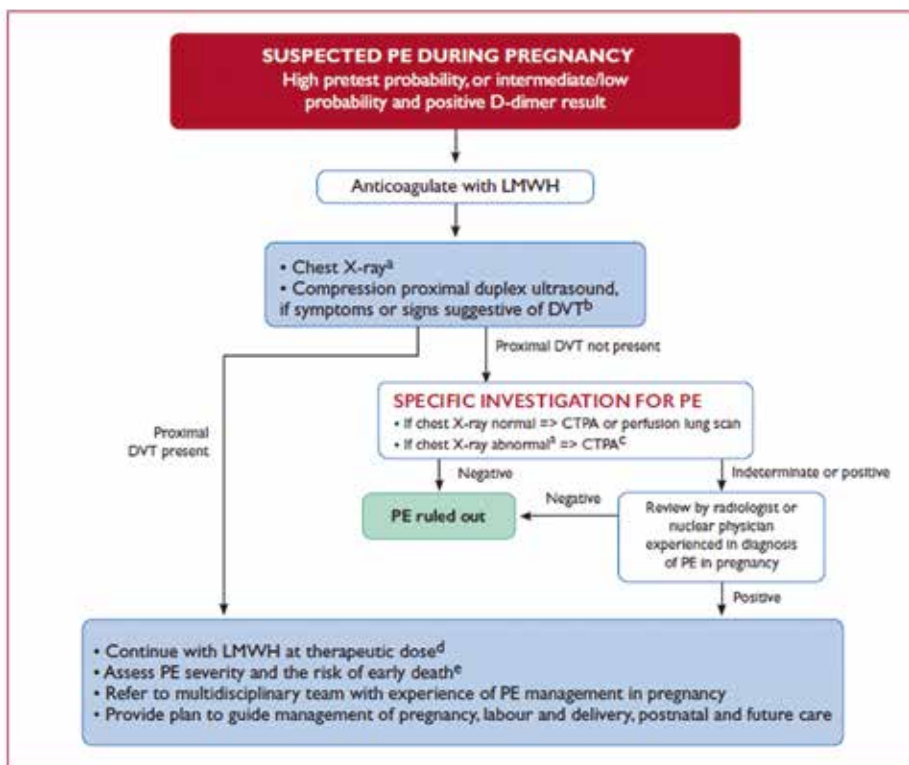 SUSPECTED PE DURING PREGNANCY
High pretest probability, or intermediate/low
probability and positive D-dimer result
Anticoagulate with LMWH
• Chest X-rayᵃ
• Compression proximal duplex ultrasound,
if symptoms or signs suggestive of DVTᵇ
Proximal DVT not present
Proximal
DVT present
SPECIFIC INVESTIGATION FOR PE
• If chest X-ray normal => CTPA or perfusion lung scan
• If chest X-ray abnormalᵃ => CTPAᶜ
Negative
Indeterminate or positive
PE ruled out
Negative
Review by radiologist or
nuclear physician
experienced in diagnosis
of PE in pregnancy
Positive
• Continue with LMWH at therapeutic doseᵈ
• Assess PE severity and the risk of early deathᵉ
• Refer to multidisciplinary team with experience of PE management in pregnancy
• Provide plan to guide management of pregnancy, labour and delivery, postnatal and future care